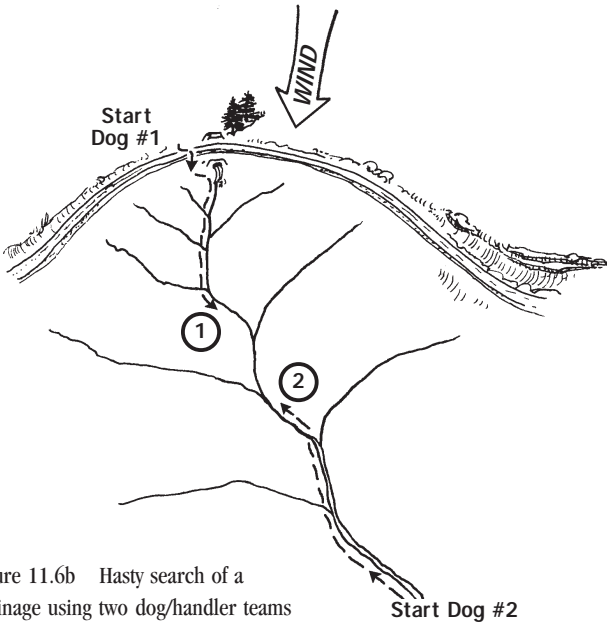 WIND
Start
Dog #1
1
2
ure 11.6b Hasty search of a
inage using two dog/handler teams
Start Dog #2